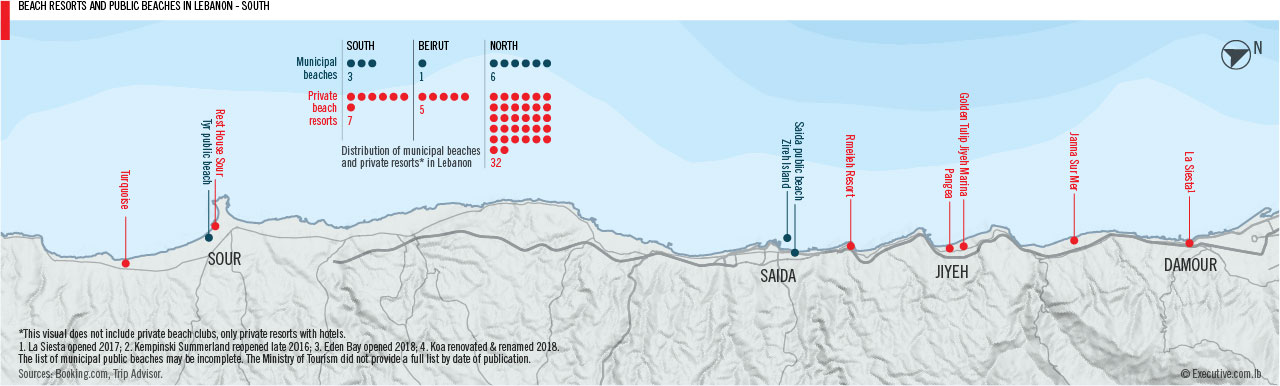 BEACH RESORTS AND PUBLIC BEACHES IN LEBANON - SOUTH
SOUTH
BEIRUT
NORTH
Municipal
beaches
3
1
6
Private
beach
resorts
7
5
32
Distribution of municipal beaches
and private resorts* in Lebanon
N
Turquoise
Tyr public beach
Rest House Sour
Zireh Island
Saida public beach
Rmeileh Resort
Pangea
Golden Tulip Jiyeh Marina
Janna Sur Mer
La Siesta1
SOUR
SAIDA
JIYEH
DAMOUR
*This visual does not include private beach clubs, only private resorts with hotels.
1. La Siesta opened 2017; 2. Kempinski Summerland reopened late 2016; 3. Eden Bay opened 2018; 4. Koa renovated & renamed 2018.
The list of municipal public beaches may be incomplete. The Ministry of Tourism did not provide a full list by date of publication.
Sources: Booking.com, Trip Advisor.
© Executive.com.lb